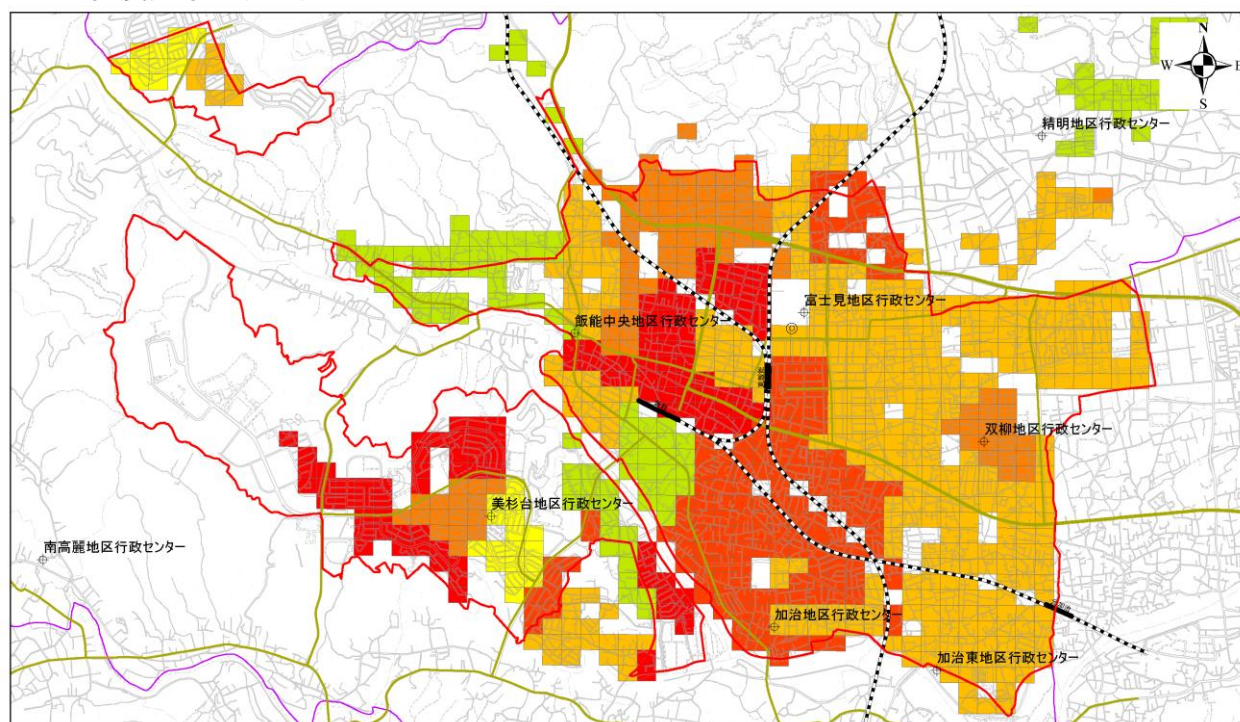 N
W
E
S
精明地区行政センター
富士見地区行政センター
飯能中央地区行政センター
双柳地区行政センター
美杉台地区行政センター
南高麗地区行政センター
加治地区行政センター
加治東地区行政センター